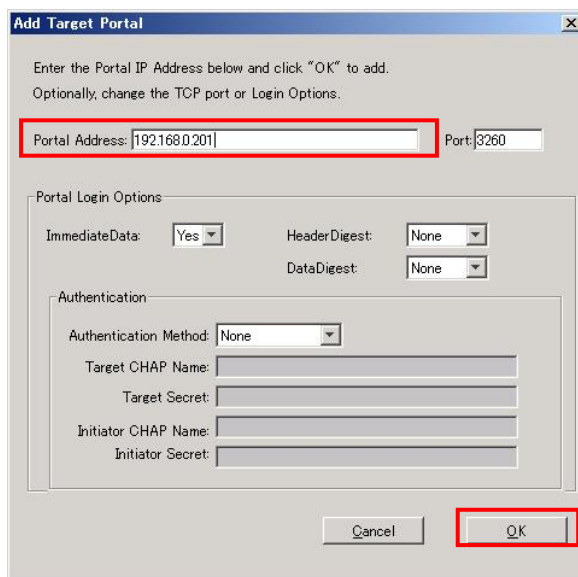 Add Target Portal
Enter the Portal IP Address below and click "OK" to add.
Optionally, change the TCP port or Login Options.
Portal Address: 192.168.0.201 Port: 3260
Portal Login Options
ImmediateData: Yes HeaderDigest: None
DataDigest: None
Authentication
Authentication Method: None
Target CHAP Name:
Target Secret:
Initiator CHAP Name:
Initiator Secret:
Cancel OK